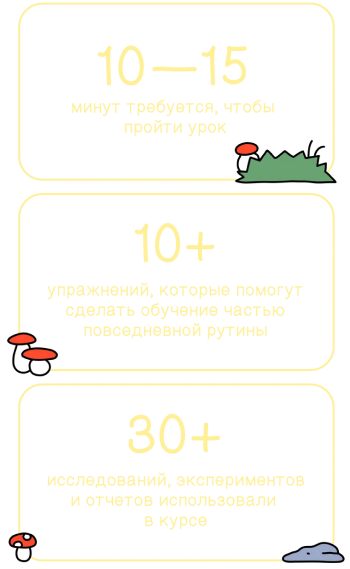 10—15
минут требуется, чтобы
пройти урок
10+
упражнений, которые помогут
сделать обучение частью
повседневной рутины
30+
исследований, экспериментов
и отчетов использовали
в курсе